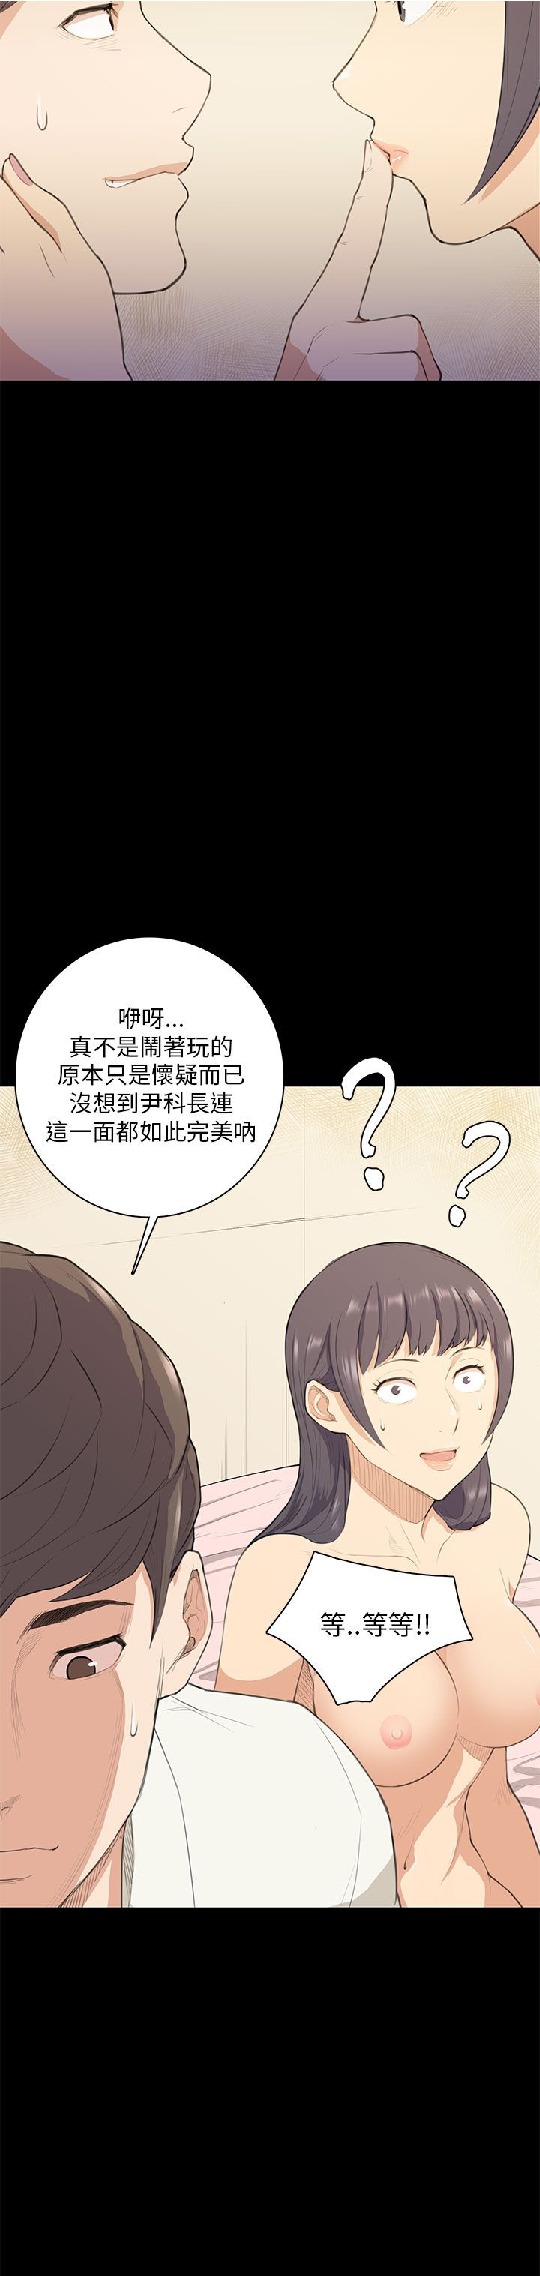 咿呀...
真不是鬧著玩的
原本只是懷疑而已
沒想到尹科長連
這一面都如此完美吶
? ?
等..等等!!